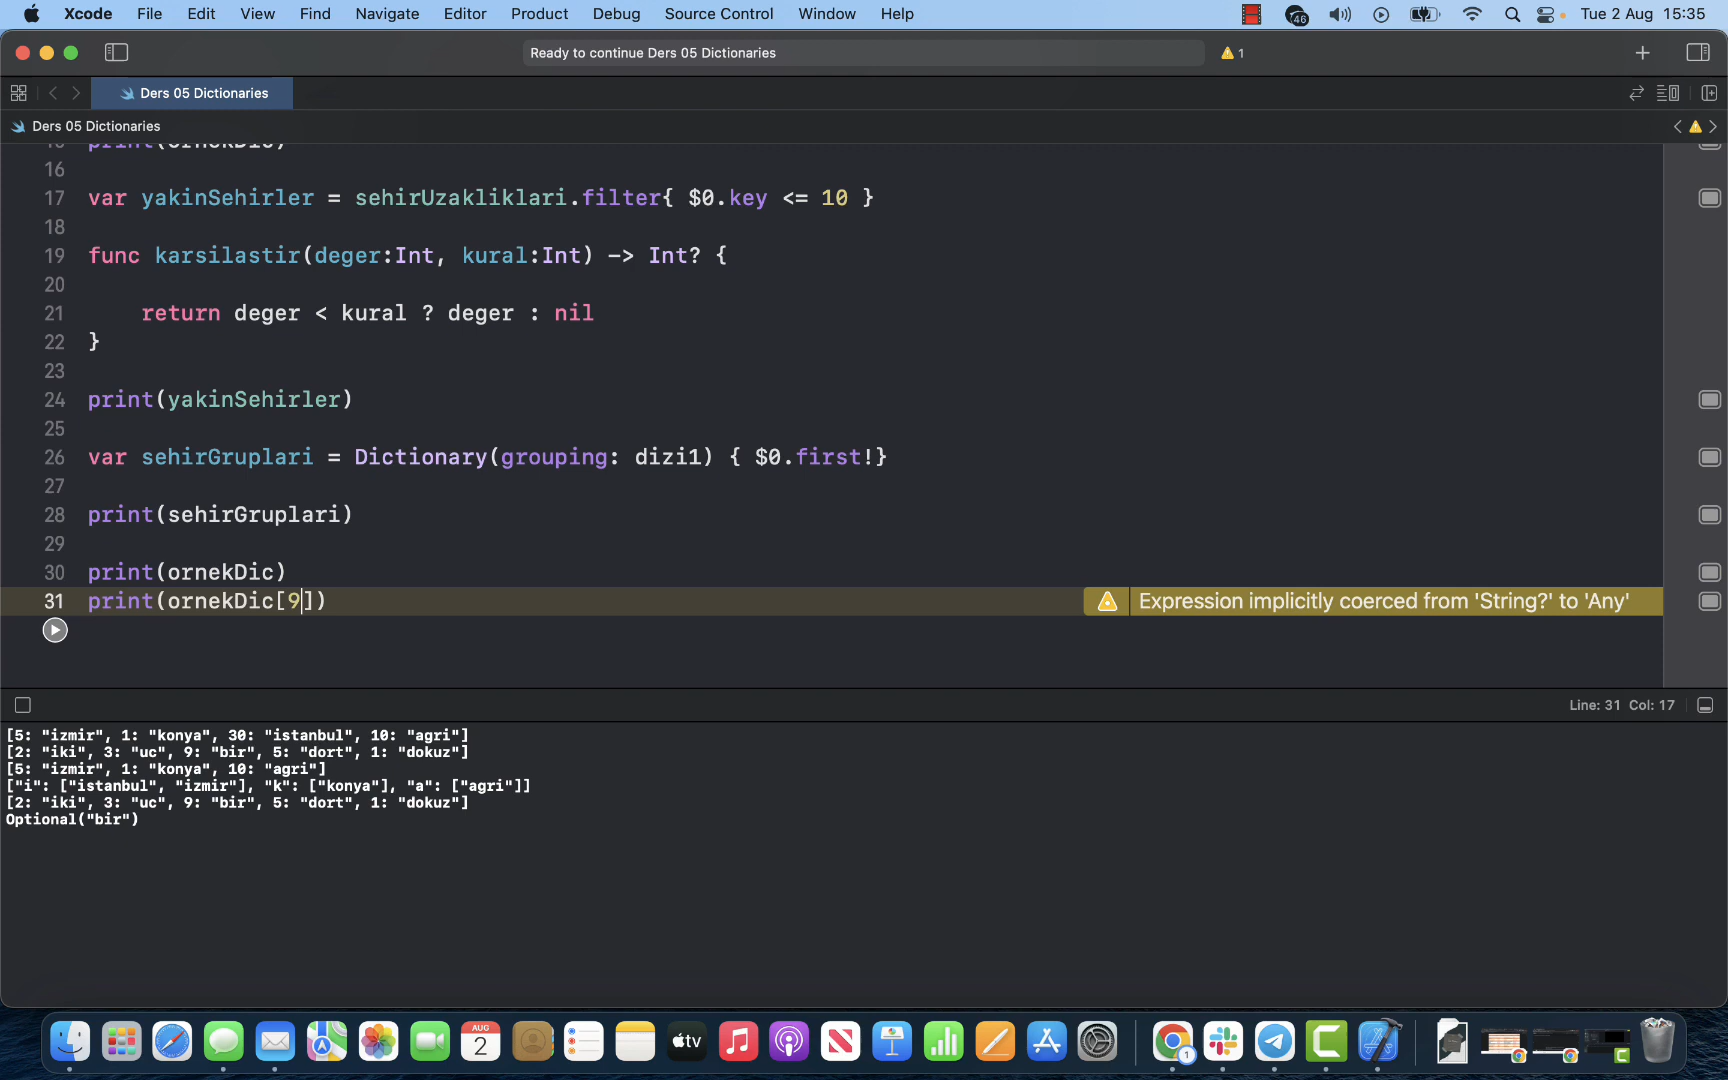 Xcode File Edit View Find Navigate Editor Product Debug Source Control Window Help 46 Tue 2 Aug 15:35
Ready to continue Ders 05 Dictionaries 1
Ders 05 Dictionaries
Ders 05 Dictionaries
16
17 var yakinSehirler = sehirUzakliklari.filter{ $0.key <= 10 }
18
19 func karsilastir(deger:Int, kural:Int) -> Int? {
20
21 return deger < kural ? deger : nil
22 }
23
24 print(yakinSehirler)
25
26 var sehirGruplari = Dictionary(grouping: dizi1) { $0.first!}
27
28 print(sehirGruplari)
29
30 print(ornekDic)
31 print(ornekDic[9]) Expression implicitly coerced from 'String?' to 'Any'
Line: 31 Col: 17
[5: "izmir", 1: "konya", 30: "istanbul", 10: "agri"]
[2: "iki", 3: "uc", 9: "bir", 5: "dort", 1: "dokuz"]
[5: "izmir", 1: "konya", 10: "agri"]
["i": ["istanbul", "izmir"], "k": ["konya"], "a": ["agri"]]
[2: "iki", 3: "uc", 9: "bir", 5: "dort", 1: "dokuz"]
Optional("bir")
AUG
2
tv
1